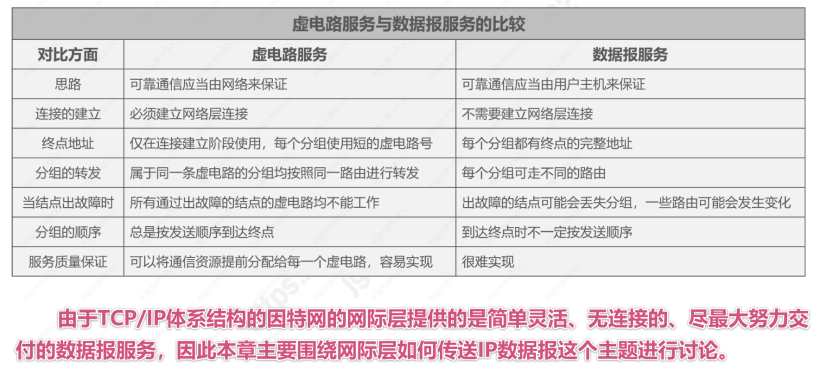 虚电路服务与数据报服务的比较
对比方面 虚电路服务 数据报服务
思路 可靠通信应当由网络来保证 可靠通信应当由用户主机来保证
连接的建立 必须建立网络层连接 不需要建立网络层连接
终点地址 仅在连接建立阶段使用，每个分组使用短的虚电路号 每个分组都有终点的完整地址
分组的转发 属于同一条虚电路的分组均按照同一路由进行转发 每个分组可走不同的路由
当结点出故障时 所有通过出故障的结点的虚电路均不能工作 出故障的结点可能会丢失分组，一些路由可能会发生变化
分组的顺序 总是按发送顺序到达终点 到达终点时不一定按发送顺序
服务质量保证 可以将通信资源提前分配给每一个虚电路，容易实现 很难实现
由于TCP/IP体系结构的因特网的网际层提供的是简单灵活、无连接的、尽最大努力交
付的数据报服务，因此本章主要围绕网际层如何传送IP数据报这个主题进行讨论。